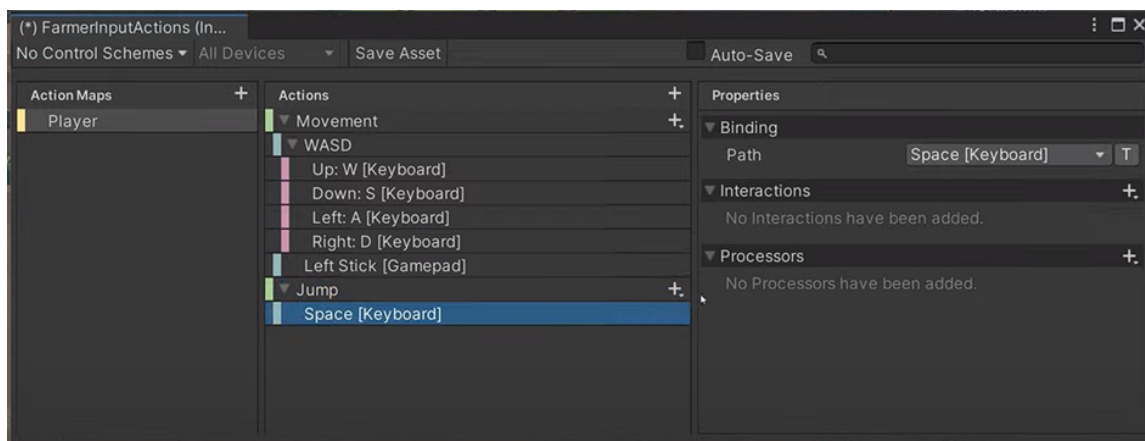 (*) FarmerInputActions (In...
No Control Schemes All Devices Save Asset Auto-Save
Action Maps
Player
Actions
Movement
WASD
Up: W [Keyboard]
Down: S [Keyboard]
Left: A [Keyboard]
Right: D [Keyboard]
Left Stick [Gamepad]
Jump
Space [Keyboard]
Properties
Binding
Path Space [Keyboard] T
Interactions
No Interactions have been added.
Processors
No Processors have been added.